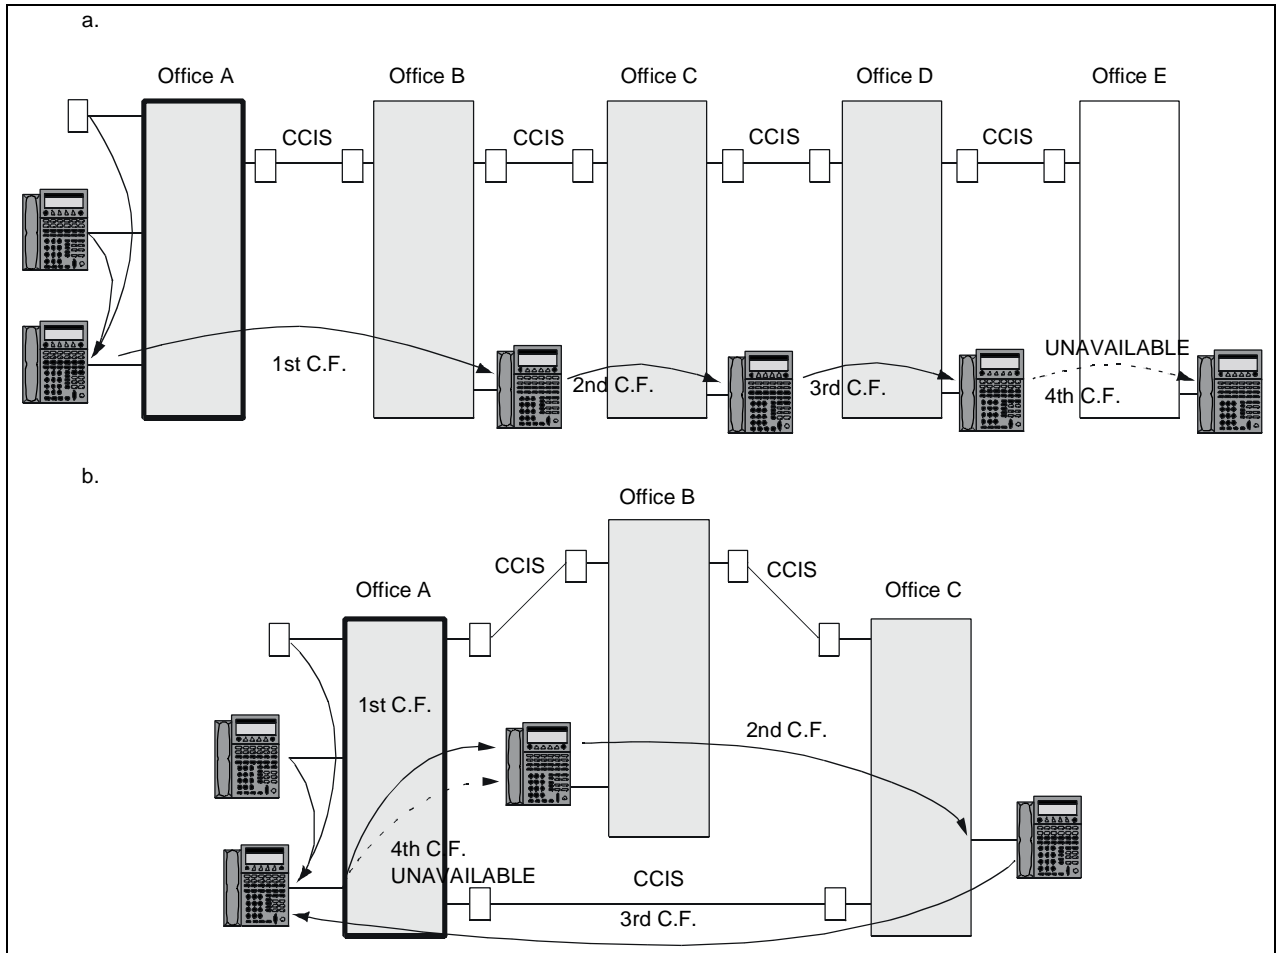 a.
Office A
Office B
Office C
Office D
Office E
CCIS
CCIS
CCIS
CCIS
1st C.F.
2nd C.F.
3rd C.F.
UNAVAILABLE
4th C.F.
b.
Office B
CCIS
CCIS
Office A
Office C
1st C.F.
2nd C.F.
4th C.F.
UNAVAILABLE
CCIS
3rd C.F.